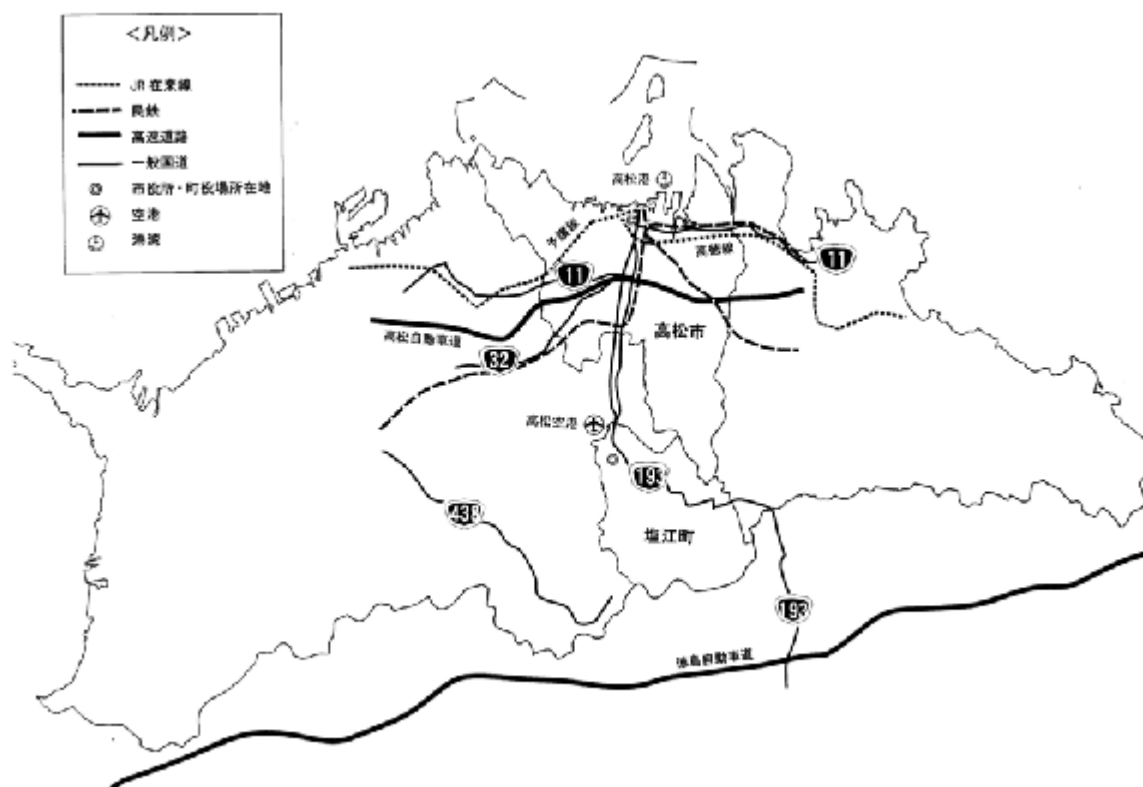 <凡例>
JR在来線
民鉄
高速道路
一般国道
市役所・町役場所在地
空港
港湾
高松港
予讃線
高徳線
11
11
高松自動車道
高松市
32
高松空港
193
438
塩江町
193
徳島自動車道